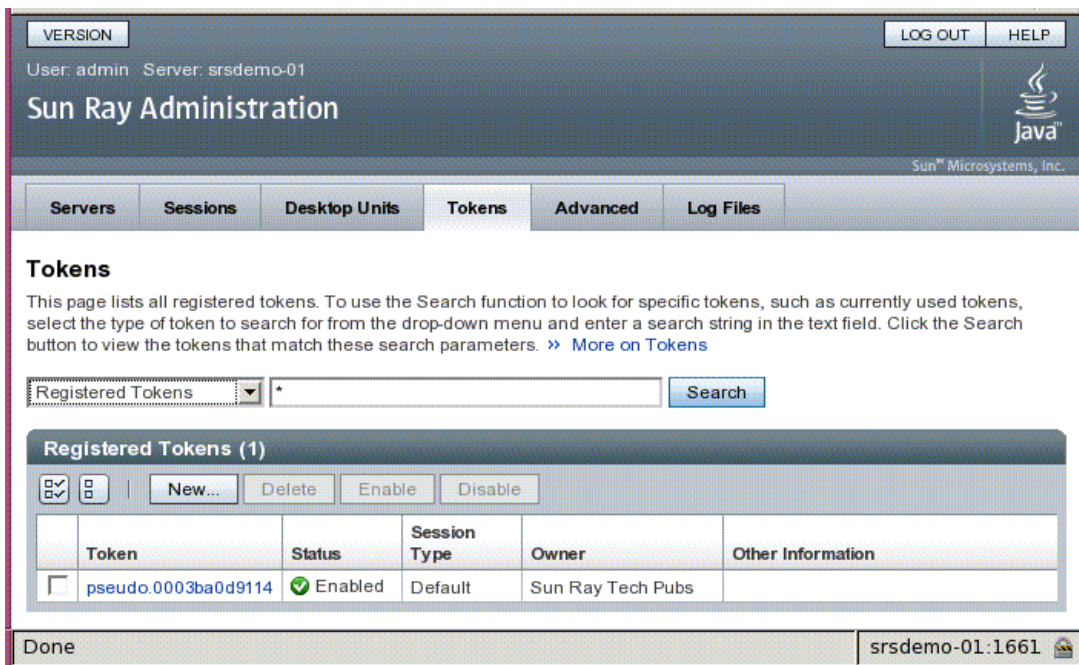 VERSION
LOG OUT HELP
User: admin Server: srsdemo-01
Sun Ray Administration
Java™
Sun™ Microsystems, Inc.
Servers Sessions Desktop Units Tokens Advanced Log Files
Tokens
This page lists all registered tokens. To use the Search function to look for specific tokens, such as currently used tokens,
select the type of token to search for from the drop-down menu and enter a search string in the text field. Click the Search
button to view the tokens that match these search parameters. » More on Tokens
Registered Tokens * Search
Registered Tokens (1)
New... Delete Enable Disable
Token Status Session Type Owner Other Information
pseudo.0003ba0d9114 Enabled Default Sun Ray Tech Pubs
Done srsdemo-01:1661